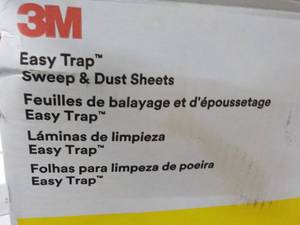 3M
Easy Trap™
Sweep & Dust Sheets
Feuilles de balayage et d'époussetage
Easy Trap™
Láminas de limpieza
Easy Trap™
Folhas para limpeza de poeira
Easy Trap™